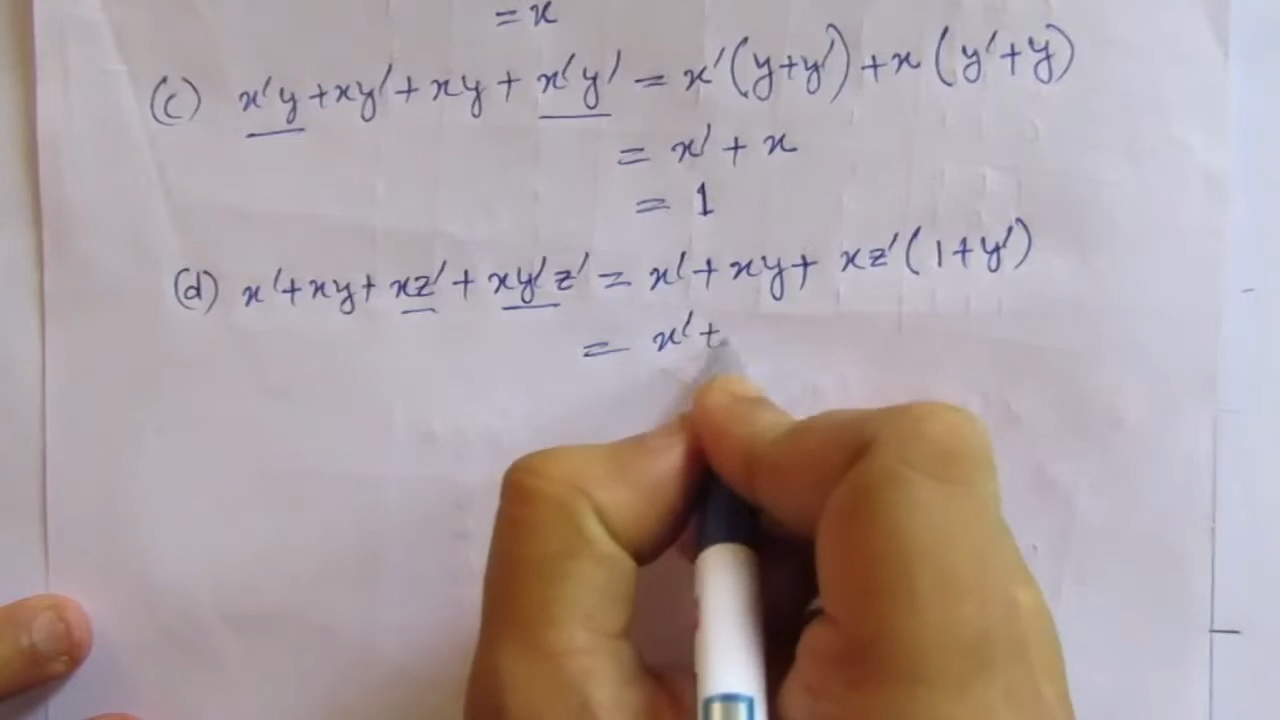 = x
(c) x'y + xy' + xy + x'y' = x'(y+y') + x(y'+y)
= x' + x
= 1
(d) x' + xy + xz' + xy'z' = x' + xy + xz'(1+y')
= x' +